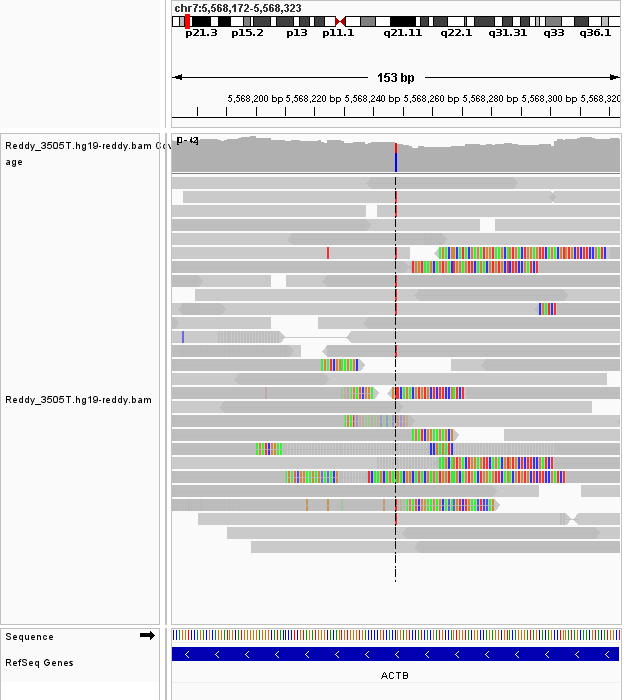 chr7:5,568,172-5,568,323
p21.3 p15.2 p13 p11.1 q21.11 q22.1 q31.31 q33 q36.1
153 bp
5,568,200 bp 5,568,220 bp 5,568,240 bp 5,568,260 bp 5,568,280 bp 5,568,300 bp 5,568,320
Reddy_3505T.hg19-reddy.bam Cov
age
Reddy_3505T.hg19-reddy.bam
Sequence
RefSeq Genes
ACTB